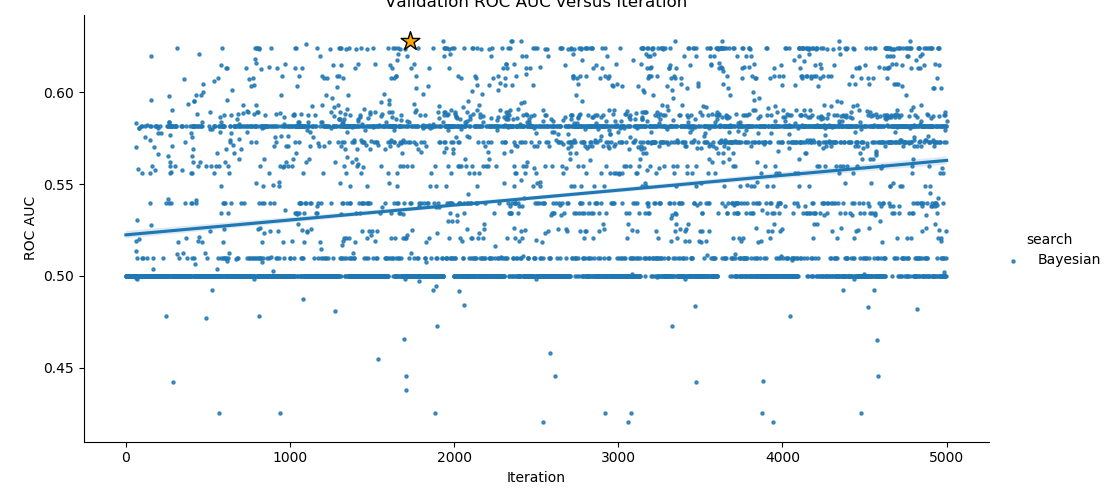 Validation ROC AUC versus Iteration
0.60
0.55
0.50
0.45
ROC AUC
0
1000
2000
3000
4000
5000
Iteration
search
Bayesian